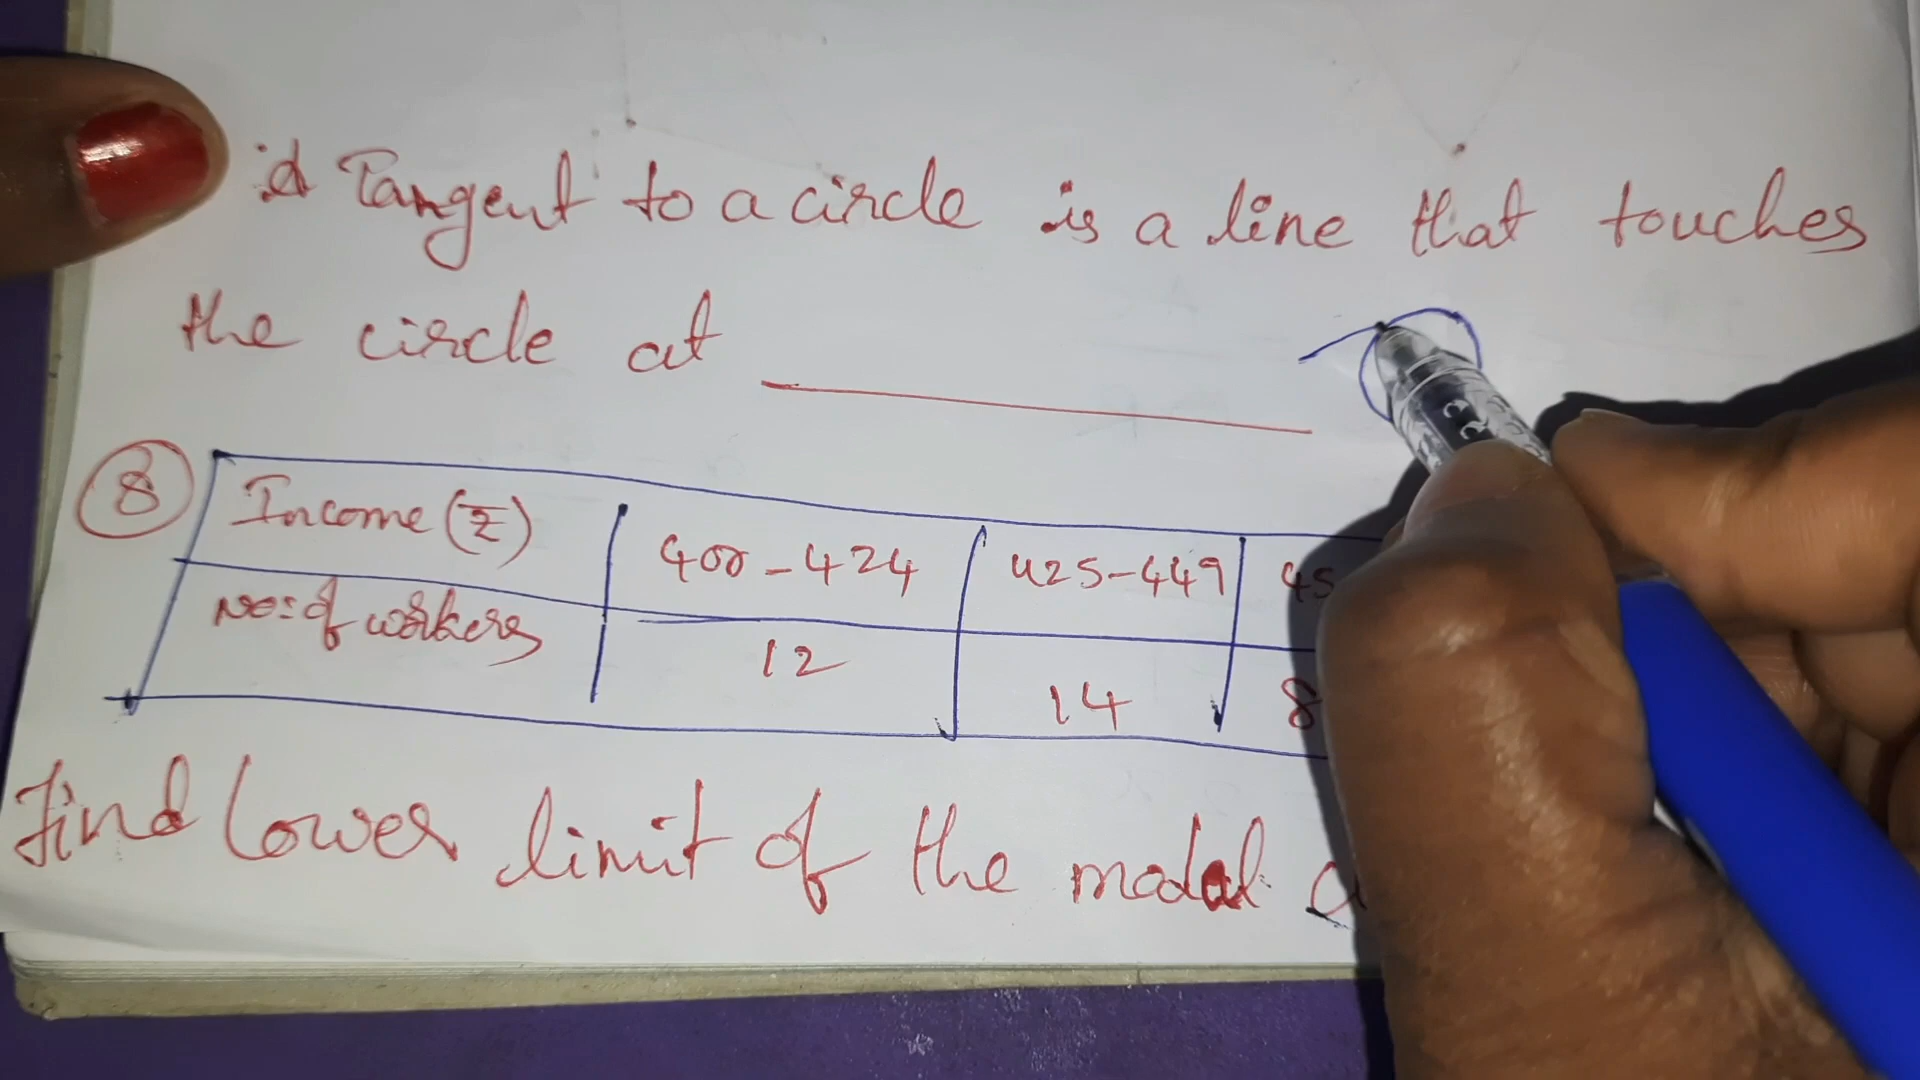 A Tangent to a circle is a line that touches
the circle at
8
Income (₹) 400-424 425-449 45
No: of workers 12 14 8
Find lower limit of the modal